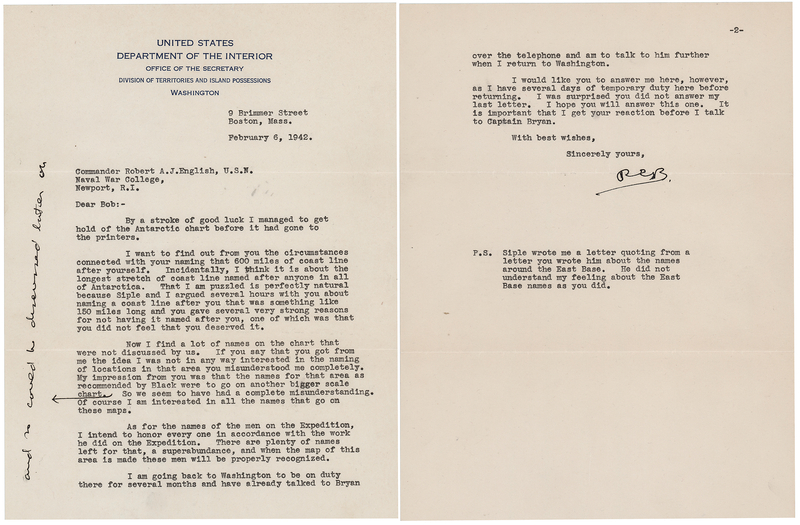 UNITED STATES
DEPARTMENT OF THE INTERIOR
OFFICE OF THE SECRETARY
DIVISION OF TERRITORIES AND ISLAND POSSESSIONS
WASHINGTON
9 Brimmer Street
Boston, Mass.
February 6, 1942.
Commander Robert A.J.English, U.S.N.
Naval War College,
Newport, R.I.
Dear Bob:-
By a stroke of good luck I managed to get
hold of the Antarctic chart before it had gone to
the printers.
I want to find out from you the circumstances
connected with your naming that 600 miles of coast line
after yourself. Incidentally, I think it is about the
longest stretch of coast line named after anyone in all
of Antarctica. That I am puzzled is perfectly natural
because Siple and I argued several hours with you about
naming a coast line after you that was something like
150 miles long and you gave several very strong reasons
for not having it named after you, one of which was that
you did not feel that you deserved it.
Now I find a lot of names on the chart that
were not discussed by us. If you say that you got from
me the idea I was not in any way interested in the naming
of locations in that area you misunderstood me completely.
My impression from you was that the names for that area as
recommended by Black were to go on another bigger scale
chart. So we seem to have had a complete misunderstanding.
Of course I am interested in all the names that go on
these maps.
As for the names of the men on the Expedition,
I intend to honor every one in accordance with the work
he did on the Expedition. There are plenty of names
left for that, a superabundance, and when the map of this
area is made these men will be properly recognized.
I am going back to Washington to be on duty
there for several months and have already talked to Bryan
and so could be discussed later on
-2-
over the telephone and am to talk to him further
when I return to Washington.
I would like you to answer me here, however,
as I have several days of temporary duty here before
returning. I was surprised you did not answer my
last letter. I hope you will answer this one. It
is important that I get your reaction before I talk
to Captain Bryan.
With best wishes,
Sincerely yours,
REB.
P.S. Siple wrote me a letter quoting from a
letter you wrote him about the names
around the East Base. He did not
understand my feeling about the East
Base names as you did.